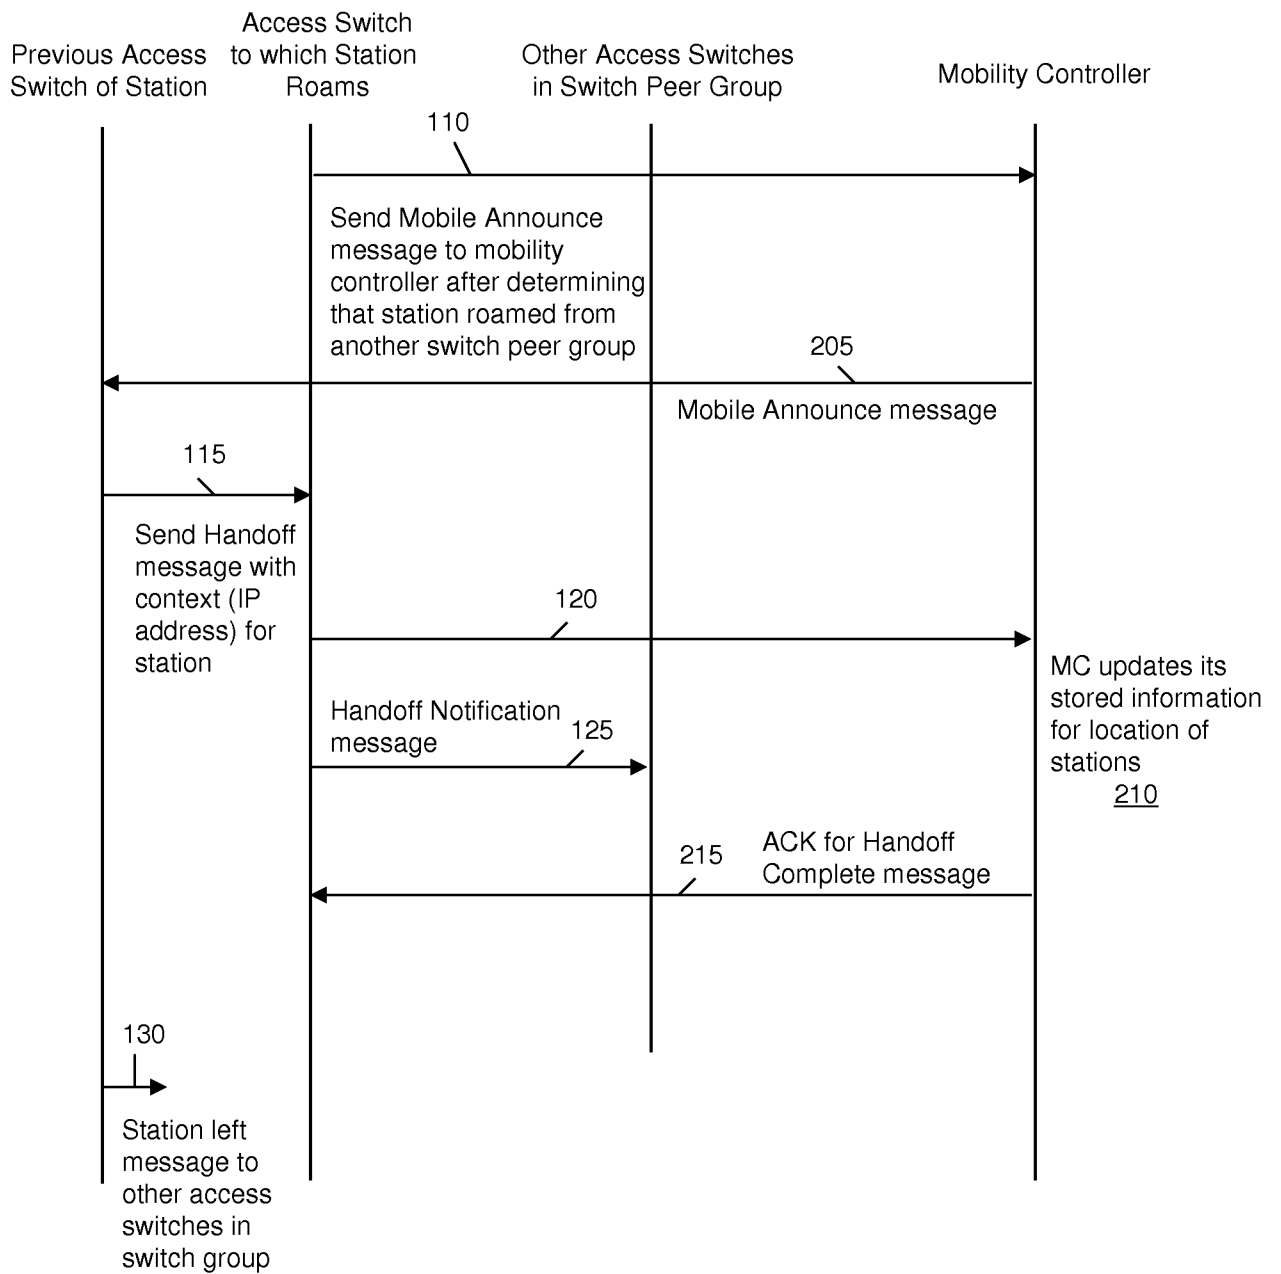 Previous Access
Switch of Station
Access Switch
to which Station
Roams
Other Access Switches
in Switch Peer Group
Mobility Controller
110
Send Mobile Announce
message to mobility
controller after determining
that station roamed from
another switch peer group
205
Mobile Announce message
115
Send Handoff
message with
context (IP
address) for
station
120
MC updates its
stored information
for location of
stations
210
Handoff Notification
message
125
215
ACK for Handoff
Complete message
130
Station left
message to
other access
switches in
switch group